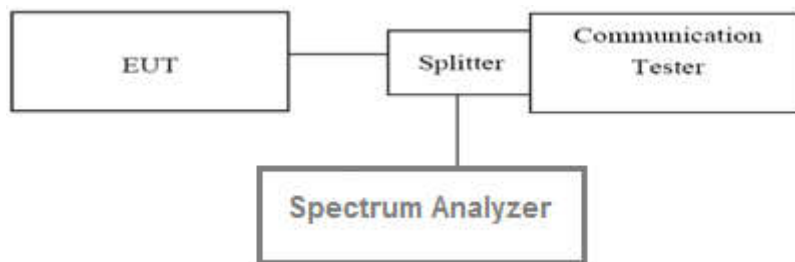 EUT
Splitter
Communication
Tester
Spectrum Analyzer